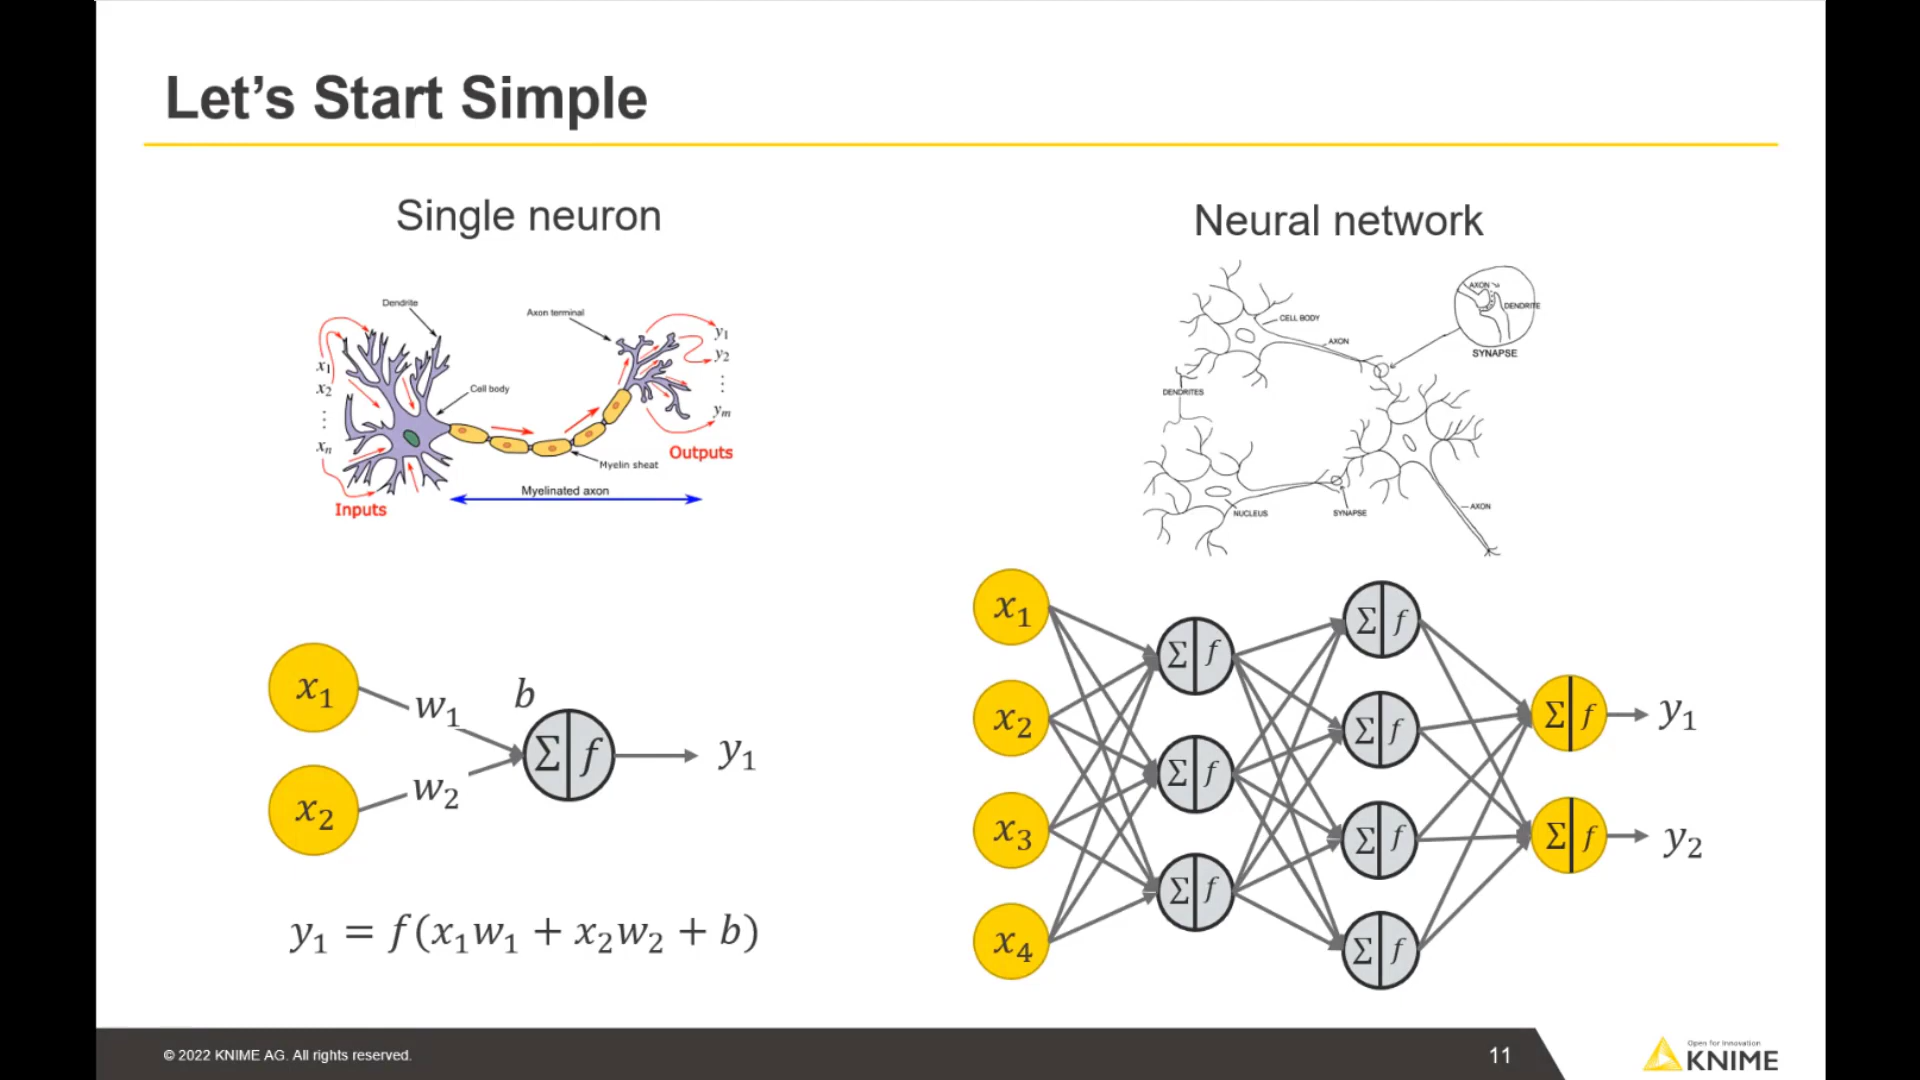 Let's Start Simple
Single neuron
Dendrite
Axon terminal
x1
x2
⋮
xn
Cell body
y1
y2
⋮
ym
Outputs
Myelin sheat
Myelinated axon
Inputs
x1
x2
w1
w2
b
Σ f
y1
y1 = f(x1w1 + x2w2 + b)
Neural network
CELL BODY
AXON
AXON
DENDRITE
SYNAPSE
DENDRITES
NUCLEUS
SYNAPSE
AXON
x1
x2
x3
x4
Σ f
Σ f
Σ f
Σ f
Σ f
Σ f
Σ f
Σ f
Σ f
y1
y2
© 2022 KNIME AG. All rights reserved.
11
Open for Innovation
KNIME